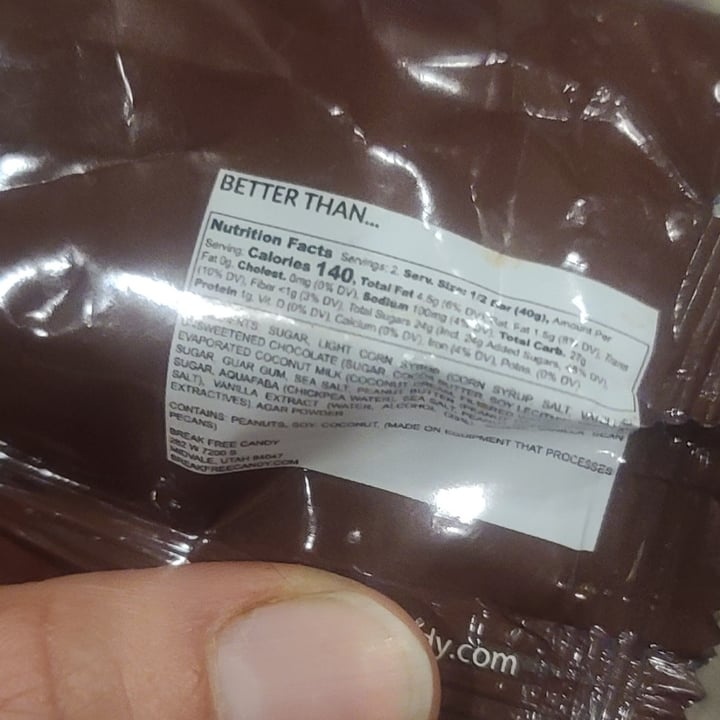 BETTER THAN...
Nutrition Facts Servings: 2, Serv. Size: 1/2 Bar (40g), Amount Per
Serving: Calories 140, Total Fat 4.5g (6% DV), Sat. Fat 1.5g (8% DV), Trans
Fat 0g, Cholest. 0mg (0% DV), Sodium 100mg (4% DV), Total Carb. 27g
(10% DV), Fiber <1g (3% DV), Total Sugars 24g (Incl. 24g Added Sugars, 48% DV),
Protein 1g, Vit. D (0% DV), Calcium (0% DV), Iron (4% DV), Potas. (0% DV)
SUGAR, LIGHT CORN SYRUP (CORN SYRUP, SALT,
UNSWEETENED CHOCOLATE (SUGAR, BUTTER, SOY
EVAPORATED COCONUT MILK (COCONUT
SUGAR, GUAR GUM, SEA SALT, PEANUT BUTTER
SUGAR, AQUAFABA (CHICKPEA WATER), SEA SALT,
SALT), VANILLA EXTRACT (WATER, ALCOHOL, BEAN
EXTRACTIVES), AGAR POWDER
CONTAINS: PEANUTS, SOY, COCONUT, (MADE ON EQUIPMENT THAT PROCESSES
PECANS)
BREAK FREE CANDY
282 W 7200 S
MIDVALE, UTAH 84047
BREAKFREECANDY.COM
dy.com